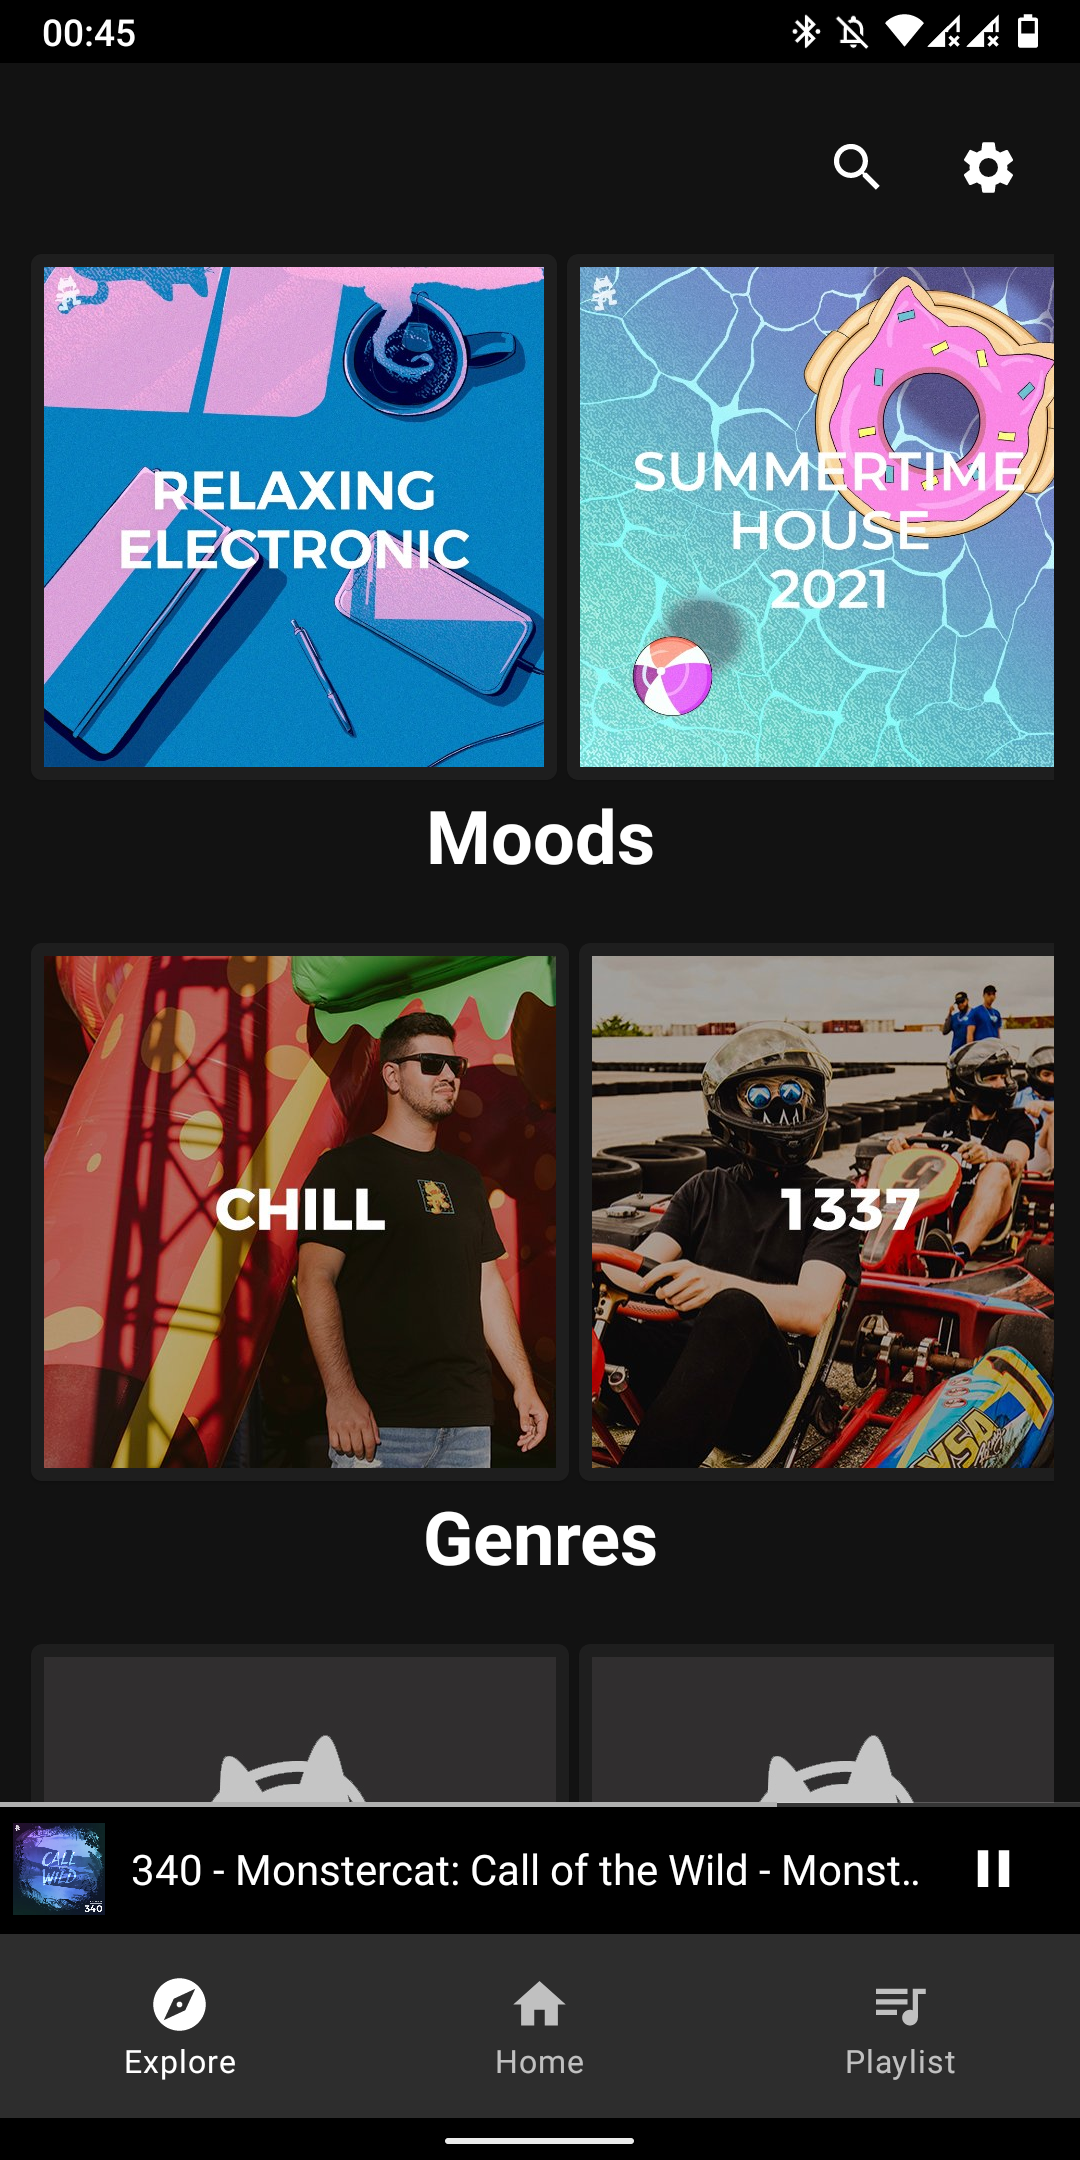 00:45
RELAXING
ELECTRONIC
SUMMERTIME
HOUSE
2021
Moods
CHILL
1337
NSA
Genres
CALL
WILD
340
340 - Monstercat: Call of the Wild - Monst..
Explore
Home
Playlist